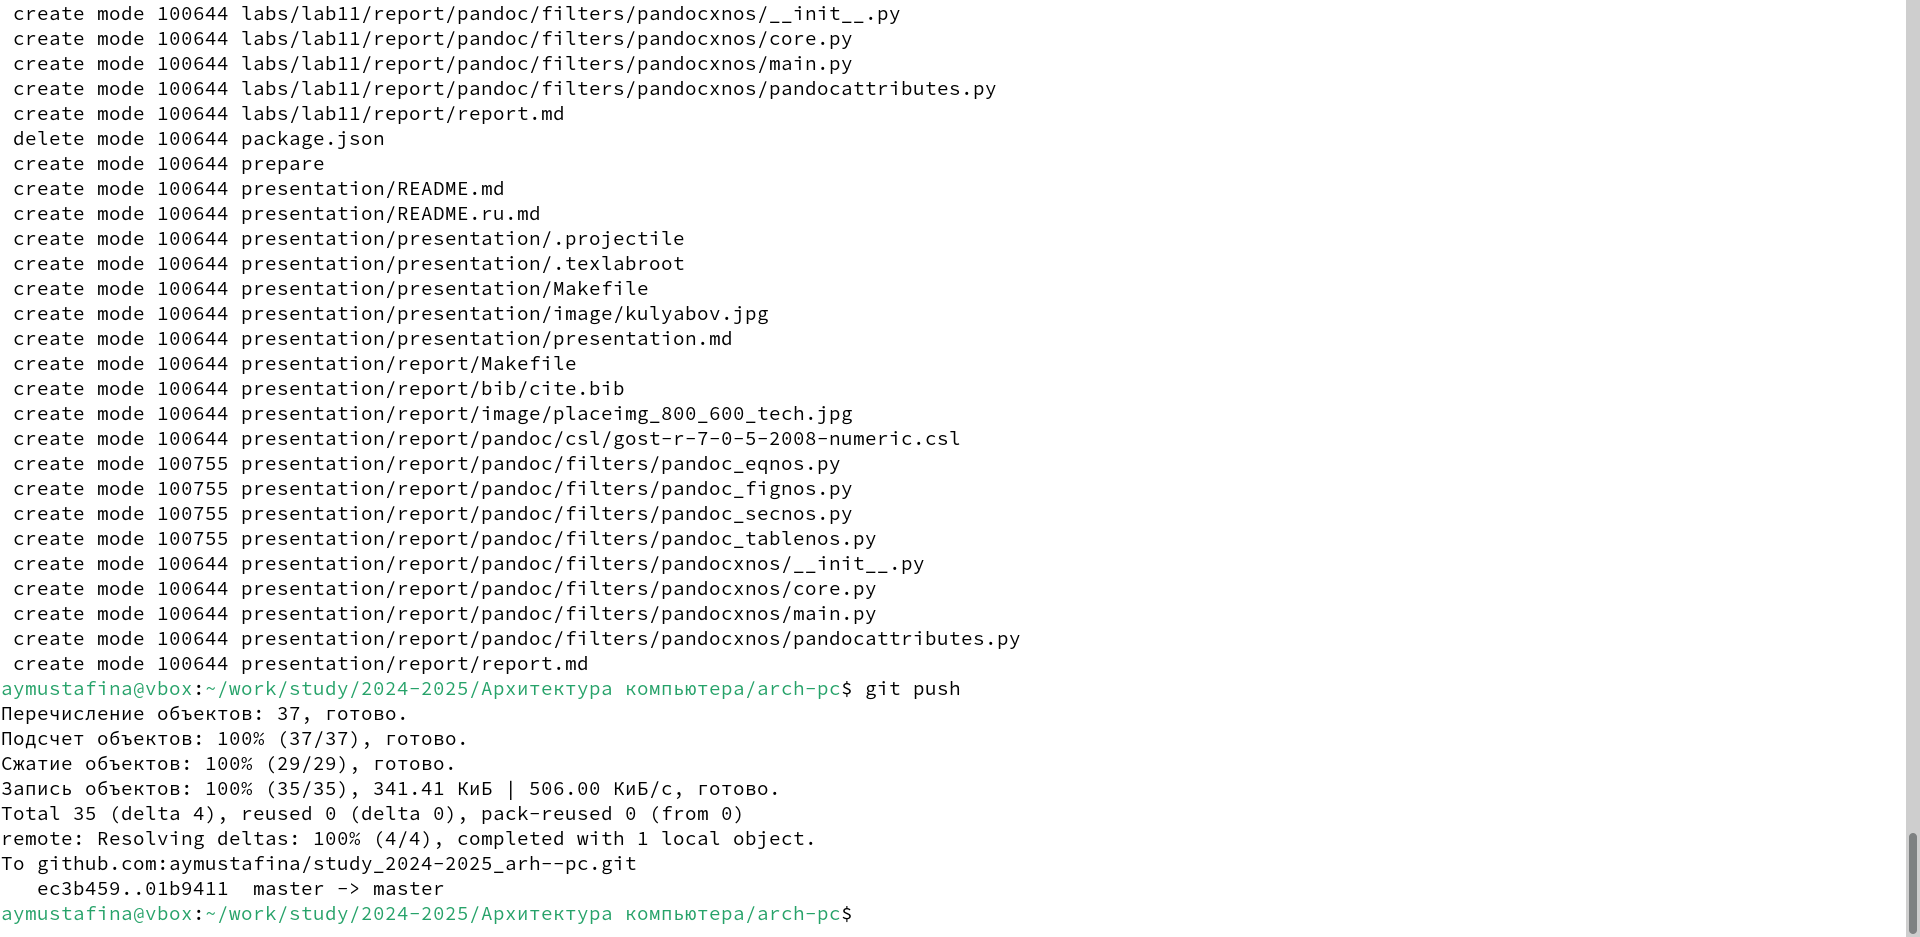 create mode 100644 labs/lab11/report/pandoc/filters/pandocxnos/__init__.py
create mode 100644 labs/lab11/report/pandoc/filters/pandocxnos/core.py
create mode 100644 labs/lab11/report/pandoc/filters/pandocxnos/main.py
create mode 100644 labs/lab11/report/pandoc/filters/pandocxnos/pandocattributes.py
create mode 100644 labs/lab11/report/report.md
delete mode 100644 package.json
create mode 100644 prepare
create mode 100644 presentation/README.md
create mode 100644 presentation/README.ru.md
create mode 100644 presentation/presentation/.projectile
create mode 100644 presentation/presentation/.texlabroot
create mode 100644 presentation/presentation/Makefile
create mode 100644 presentation/presentation/image/kulyabov.jpg
create mode 100644 presentation/presentation/presentation.md
create mode 100644 presentation/report/Makefile
create mode 100644 presentation/report/bib/cite.bib
create mode 100644 presentation/report/image/placeimg_800_600_tech.jpg
create mode 100644 presentation/report/pandoc/csl/gost-r-7-0-5-2008-numeric.csl
create mode 100755 presentation/report/pandoc/filters/pandoc_eqnos.py
create mode 100755 presentation/report/pandoc/filters/pandoc_fignos.py
create mode 100755 presentation/report/pandoc/filters/pandoc_secnos.py
create mode 100755 presentation/report/pandoc/filters/pandoc_tablenos.py
create mode 100644 presentation/report/pandoc/filters/pandocxnos/__init__.py
create mode 100644 presentation/report/pandoc/filters/pandocxnos/core.py
create mode 100644 presentation/report/pandoc/filters/pandocxnos/main.py
create mode 100644 presentation/report/pandoc/filters/pandocxnos/pandocattributes.py
create mode 100644 presentation/report/report.md
aymustafina@vbox:~/work/study/2024-2025/Архитектура компьютера/arch-pc$ git push
Перечисление объектов: 37, готово.
Подсчет объектов: 100% (37/37), готово.
Сжатие объектов: 100% (29/29), готово.
Запись объектов: 100% (35/35), 341.41 КиБ | 506.00 КиБ/с, готово.
Total 35 (delta 4), reused 0 (delta 0), pack-reused 0 (from 0)
remote: Resolving deltas: 100% (4/4), completed with 1 local object.
To github.com:aymustafina/study_2024-2025_arh--pc.git
ec3b459..01b9411  master -> master
aymustafina@vbox:~/work/study/2024-2025/Архитектура компьютера/arch-pc$